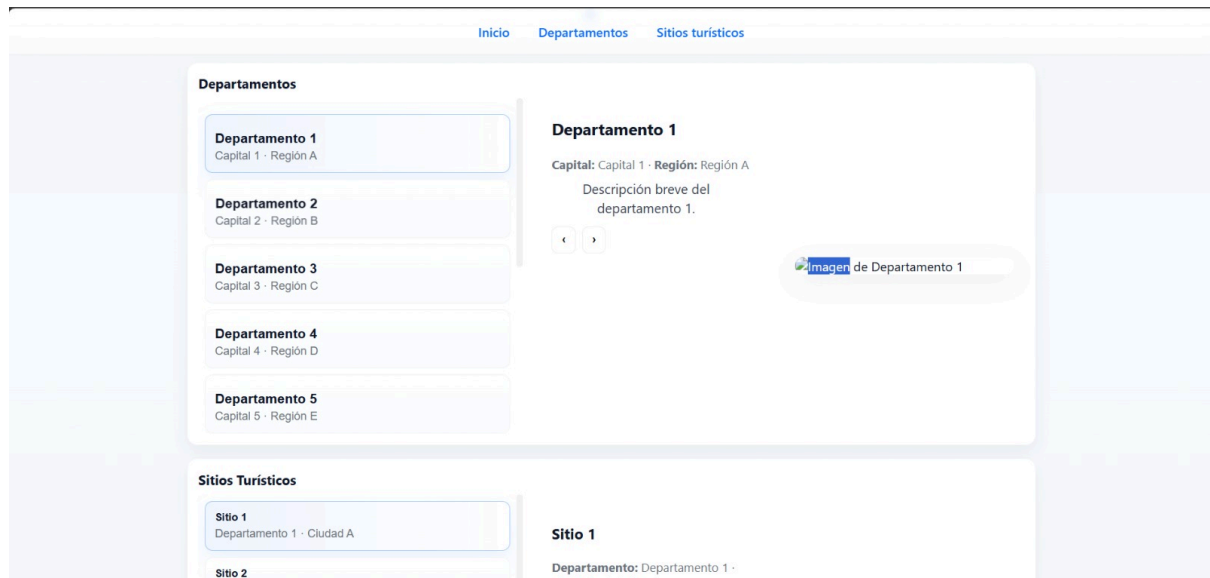 Inicio Departamentos Sitios turísticos
Departamentos
Departamento 1
Capital 1 · Región A
Departamento 2
Capital 2 · Región B
Departamento 3
Capital 3 · Región C
Departamento 4
Capital 4 · Región D
Departamento 5
Capital 5 · Región E
Departamento 1
Capital: Capital 1 · Región: Región A
Descripción breve del
departamento 1.
‹ ›
Imagen de Departamento 1
Sitios Turísticos
Sitio 1
Departamento 1 · Ciudad A
Sitio 2
Sitio 1
Departamento: Departamento 1 ·